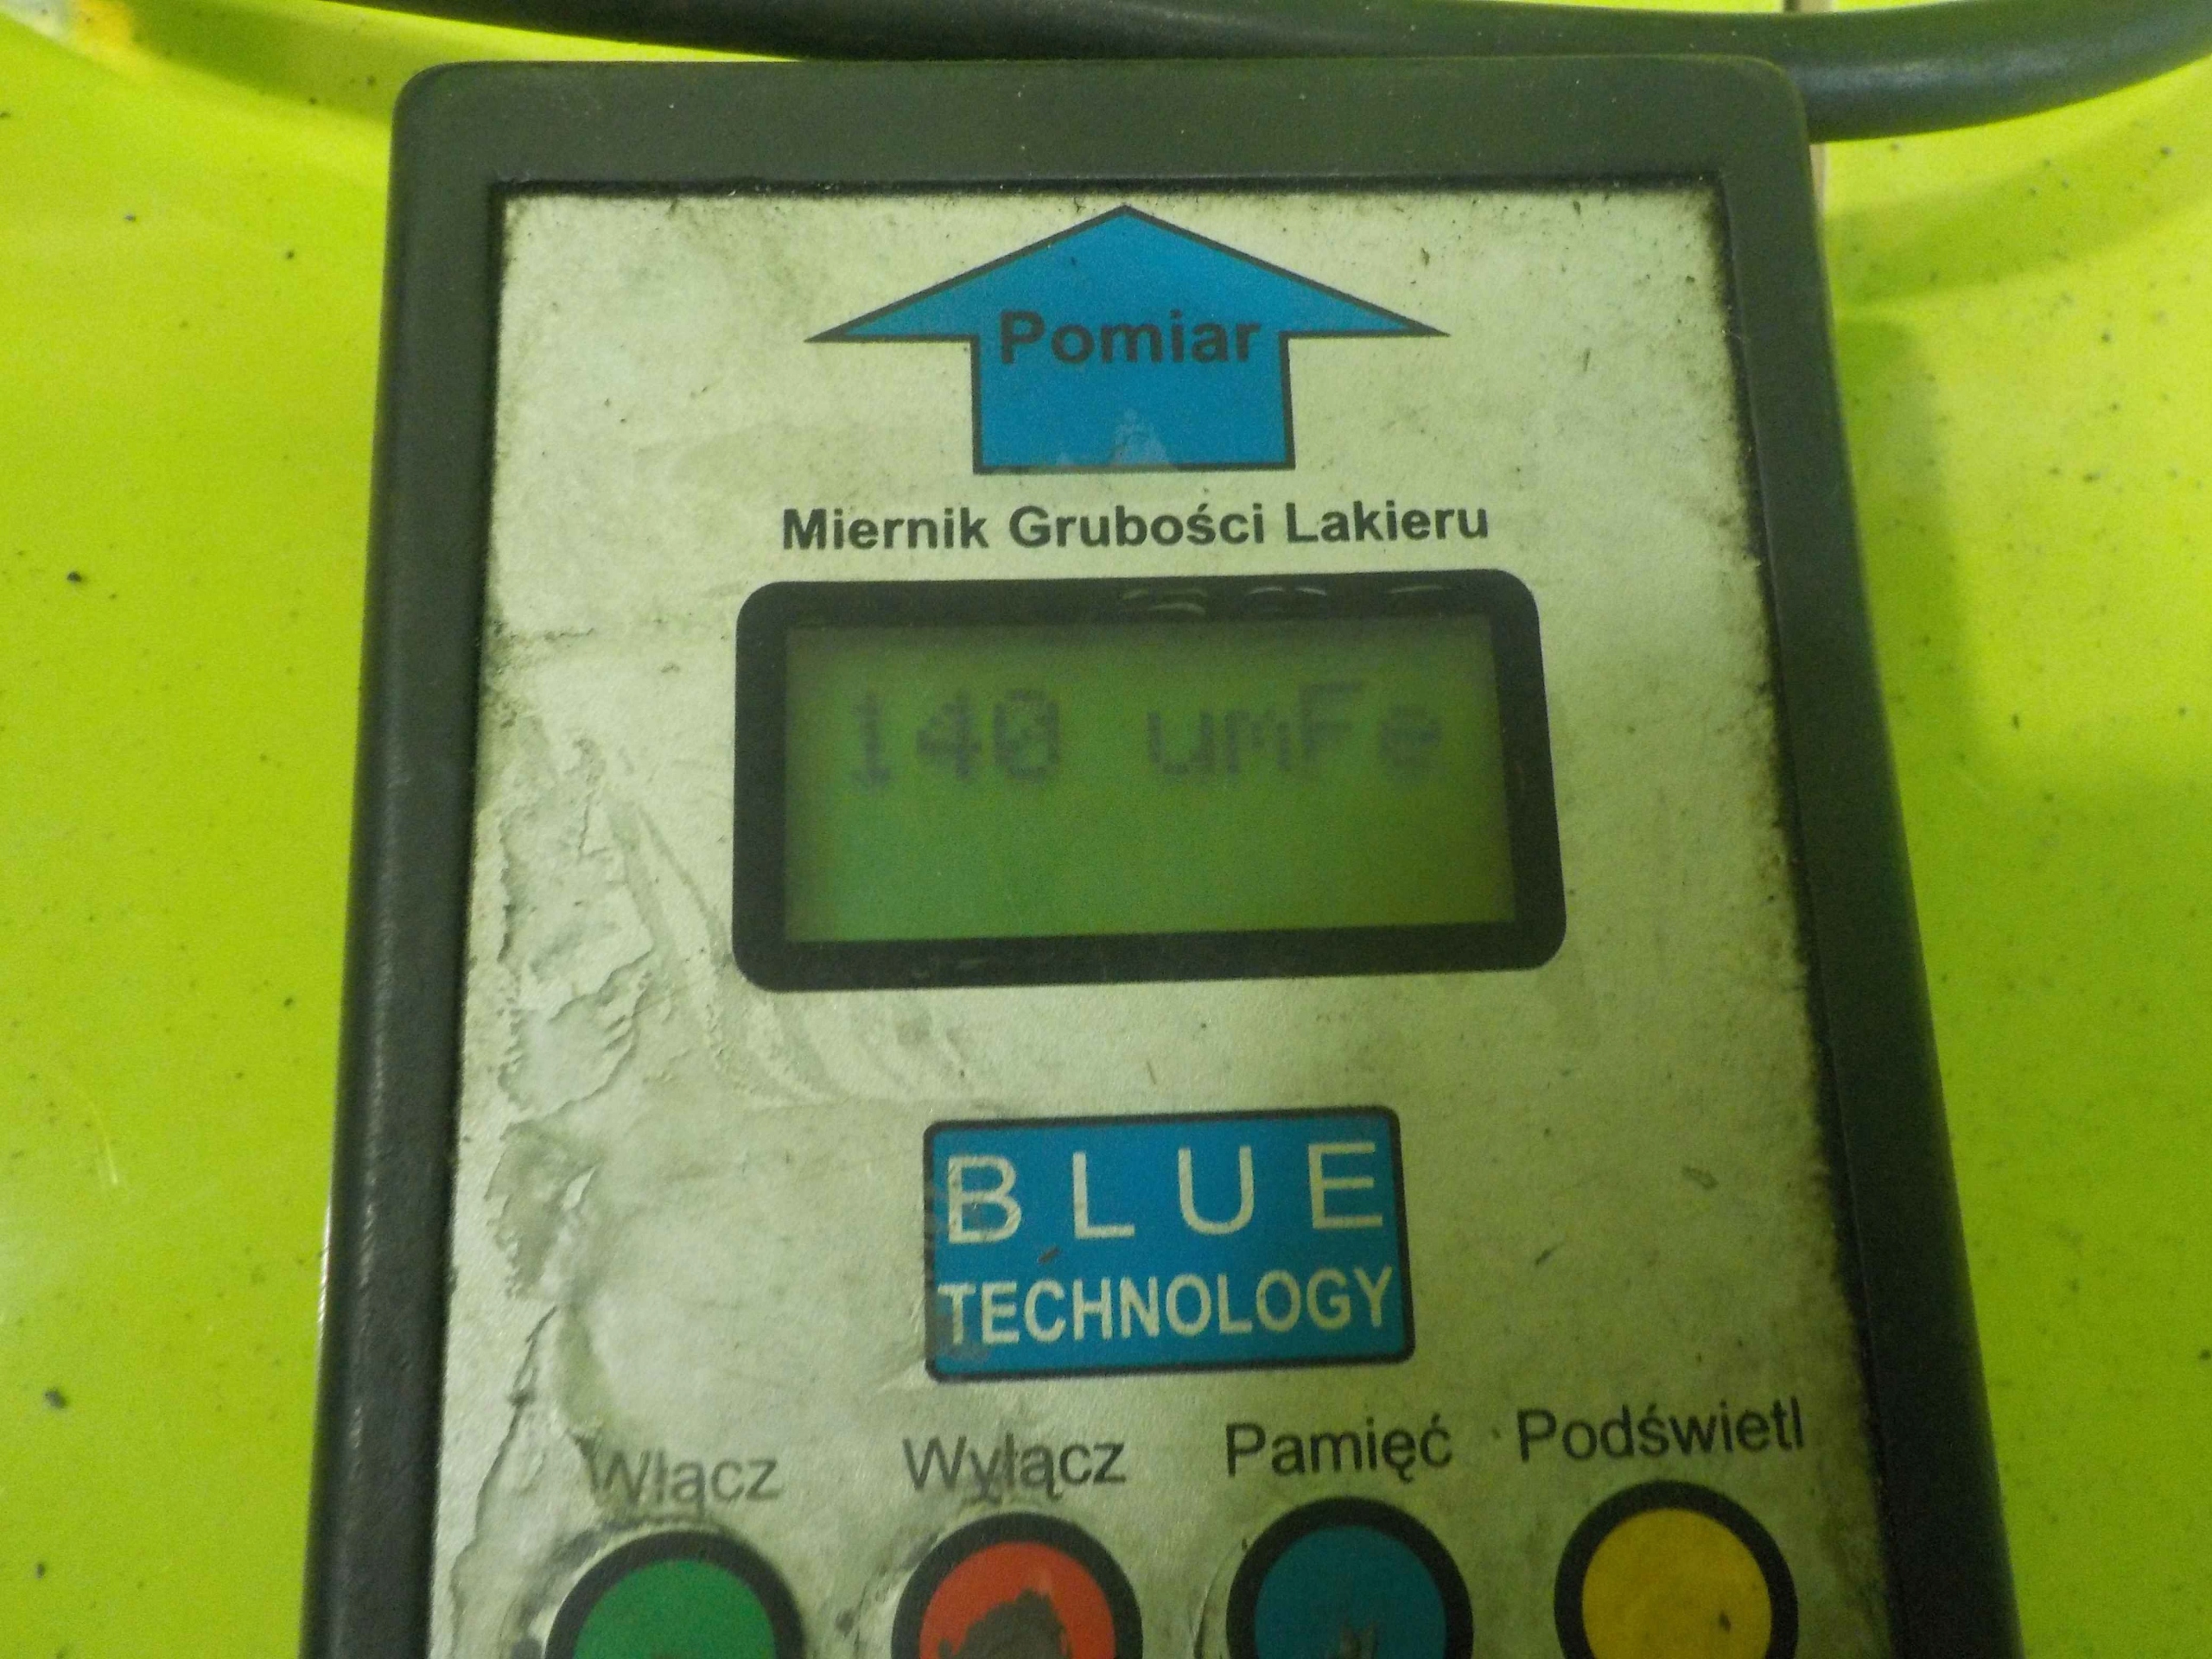 Pomiar
Miernik Grubości Lakieru
140 umFe
BLUE
TECHNOLOGY
Włącz Wyłącz Pamięć Podświetl